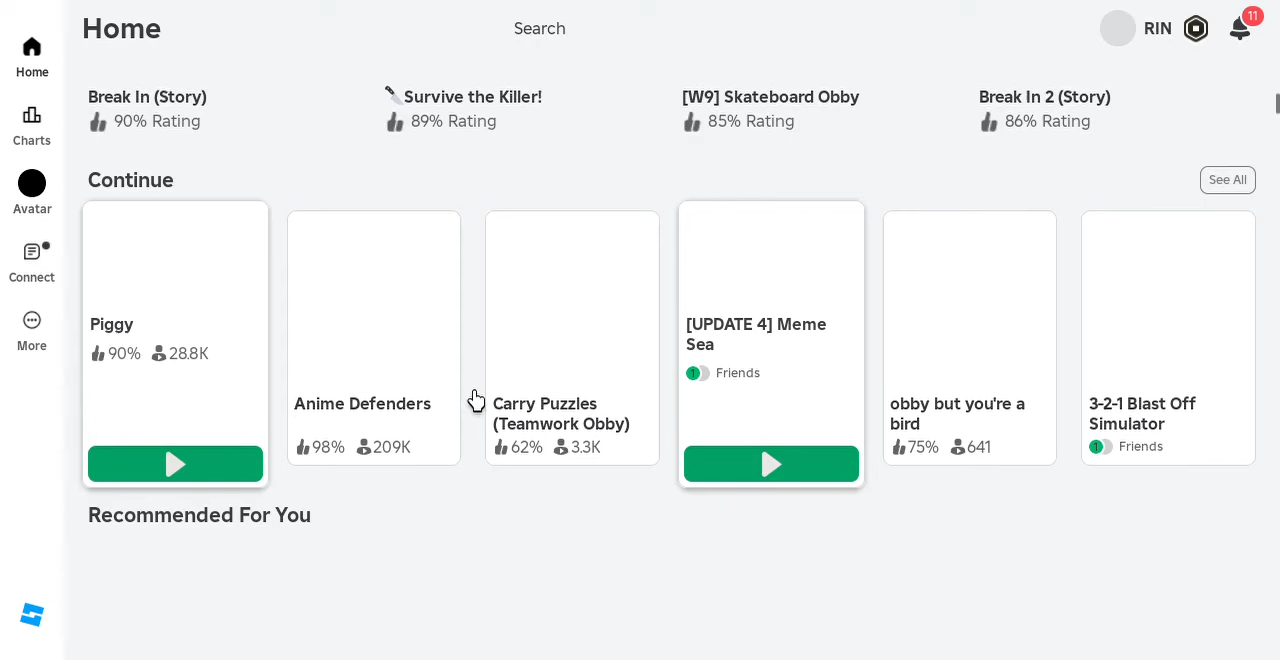 Home
Search
RIN
11
Home
Charts
Avatar
Connect
More
Break In (Story)
90% Rating
🔪Survive the Killer!
89% Rating
[W9] Skateboard Obby
85% Rating
Break In 2 (Story)
86% Rating
Continue
See All
Piggy
90% 28.8K
Anime Defenders
98% 209K
Carry Puzzles
(Teamwork Obby)
62% 3.3K
[UPDATE 4] Meme
Sea
1 Friends
obby but you're a
bird
75% 641
3-2-1 Blast Off
Simulator
1 Friends
Recommended For You